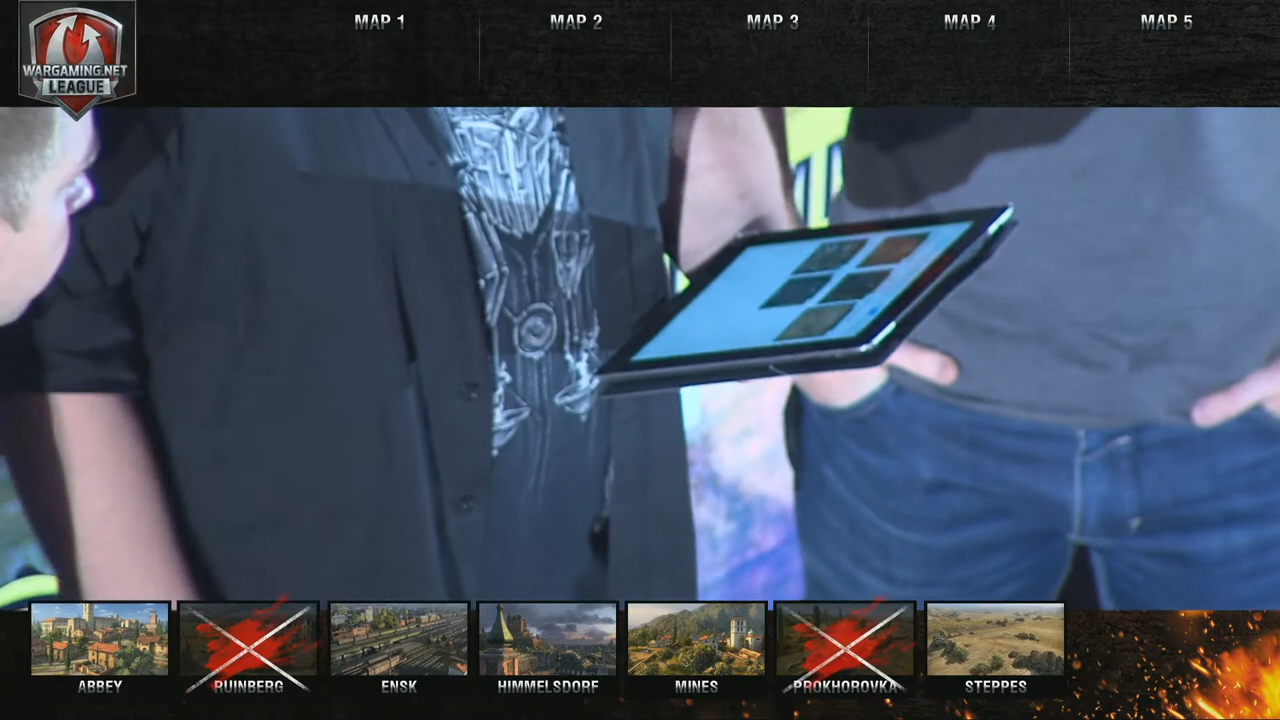 MAP 1
MAP 2
MAP 3
MAP 4
MAP 5
WARGAMING.NET
LEAGUE
ABBEY
RUINBERG
ENSK
HIMMELSDORF
MINES
PROKHOROVKA
STEPPES